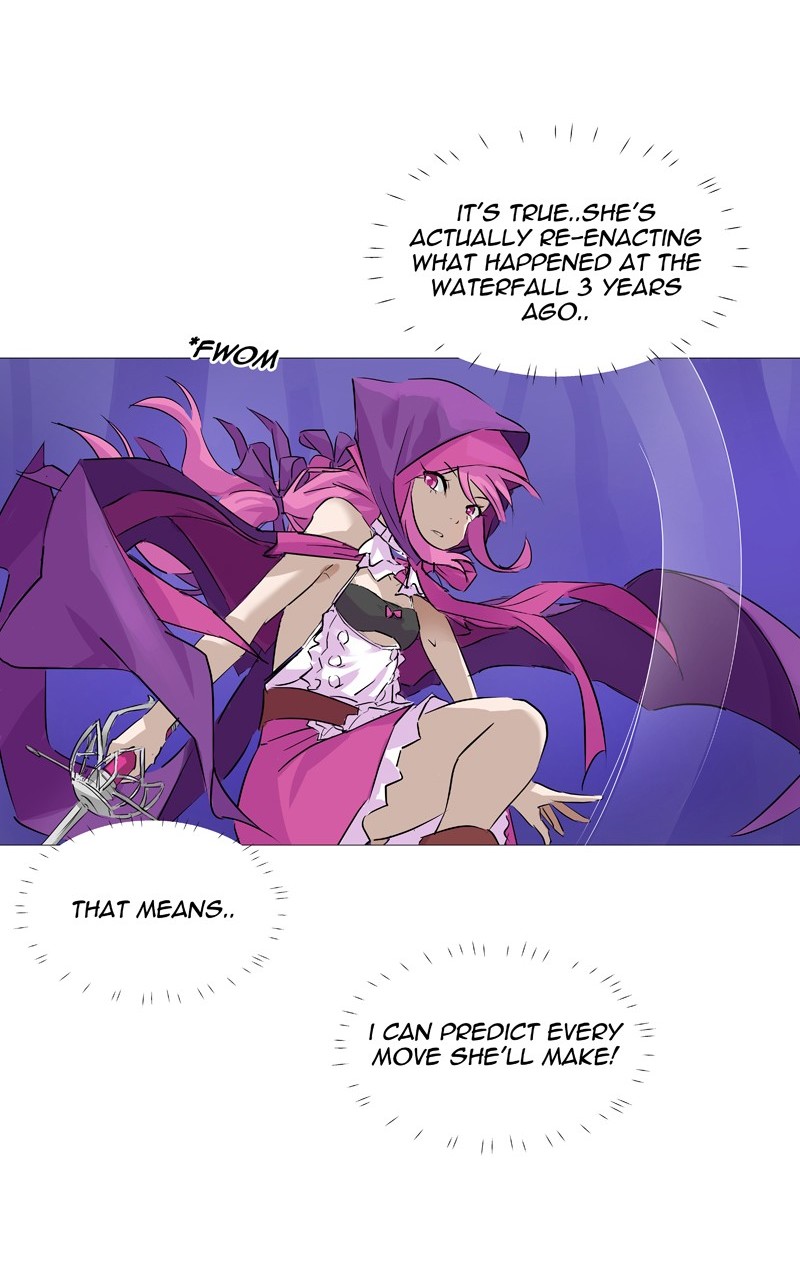 IT'S TRUE..SHE'S
ACTUALLY RE-ENACTING
WHAT HAPPENED AT THE
WATERFALL 3 YEARS
AGO..
*FWOM
THAT MEANS..
I CAN PREDICT EVERY
MOVE SHE'LL MAKE!